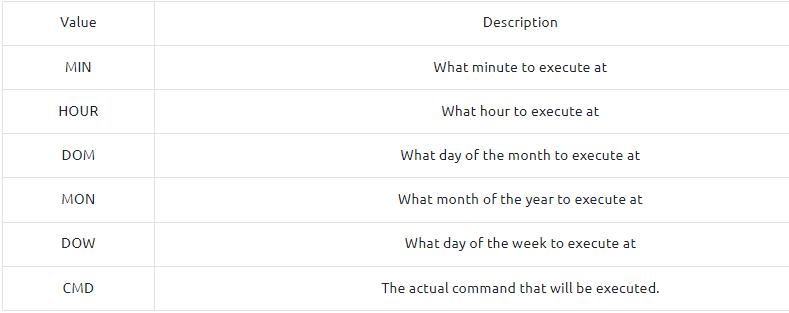 Value Description
MIN What minute to execute at
HOUR What hour to execute at
DOM What day of the month to execute at
MON What month of the year to execute at
DOW What day of the week to execute at
CMD The actual command that will be executed.